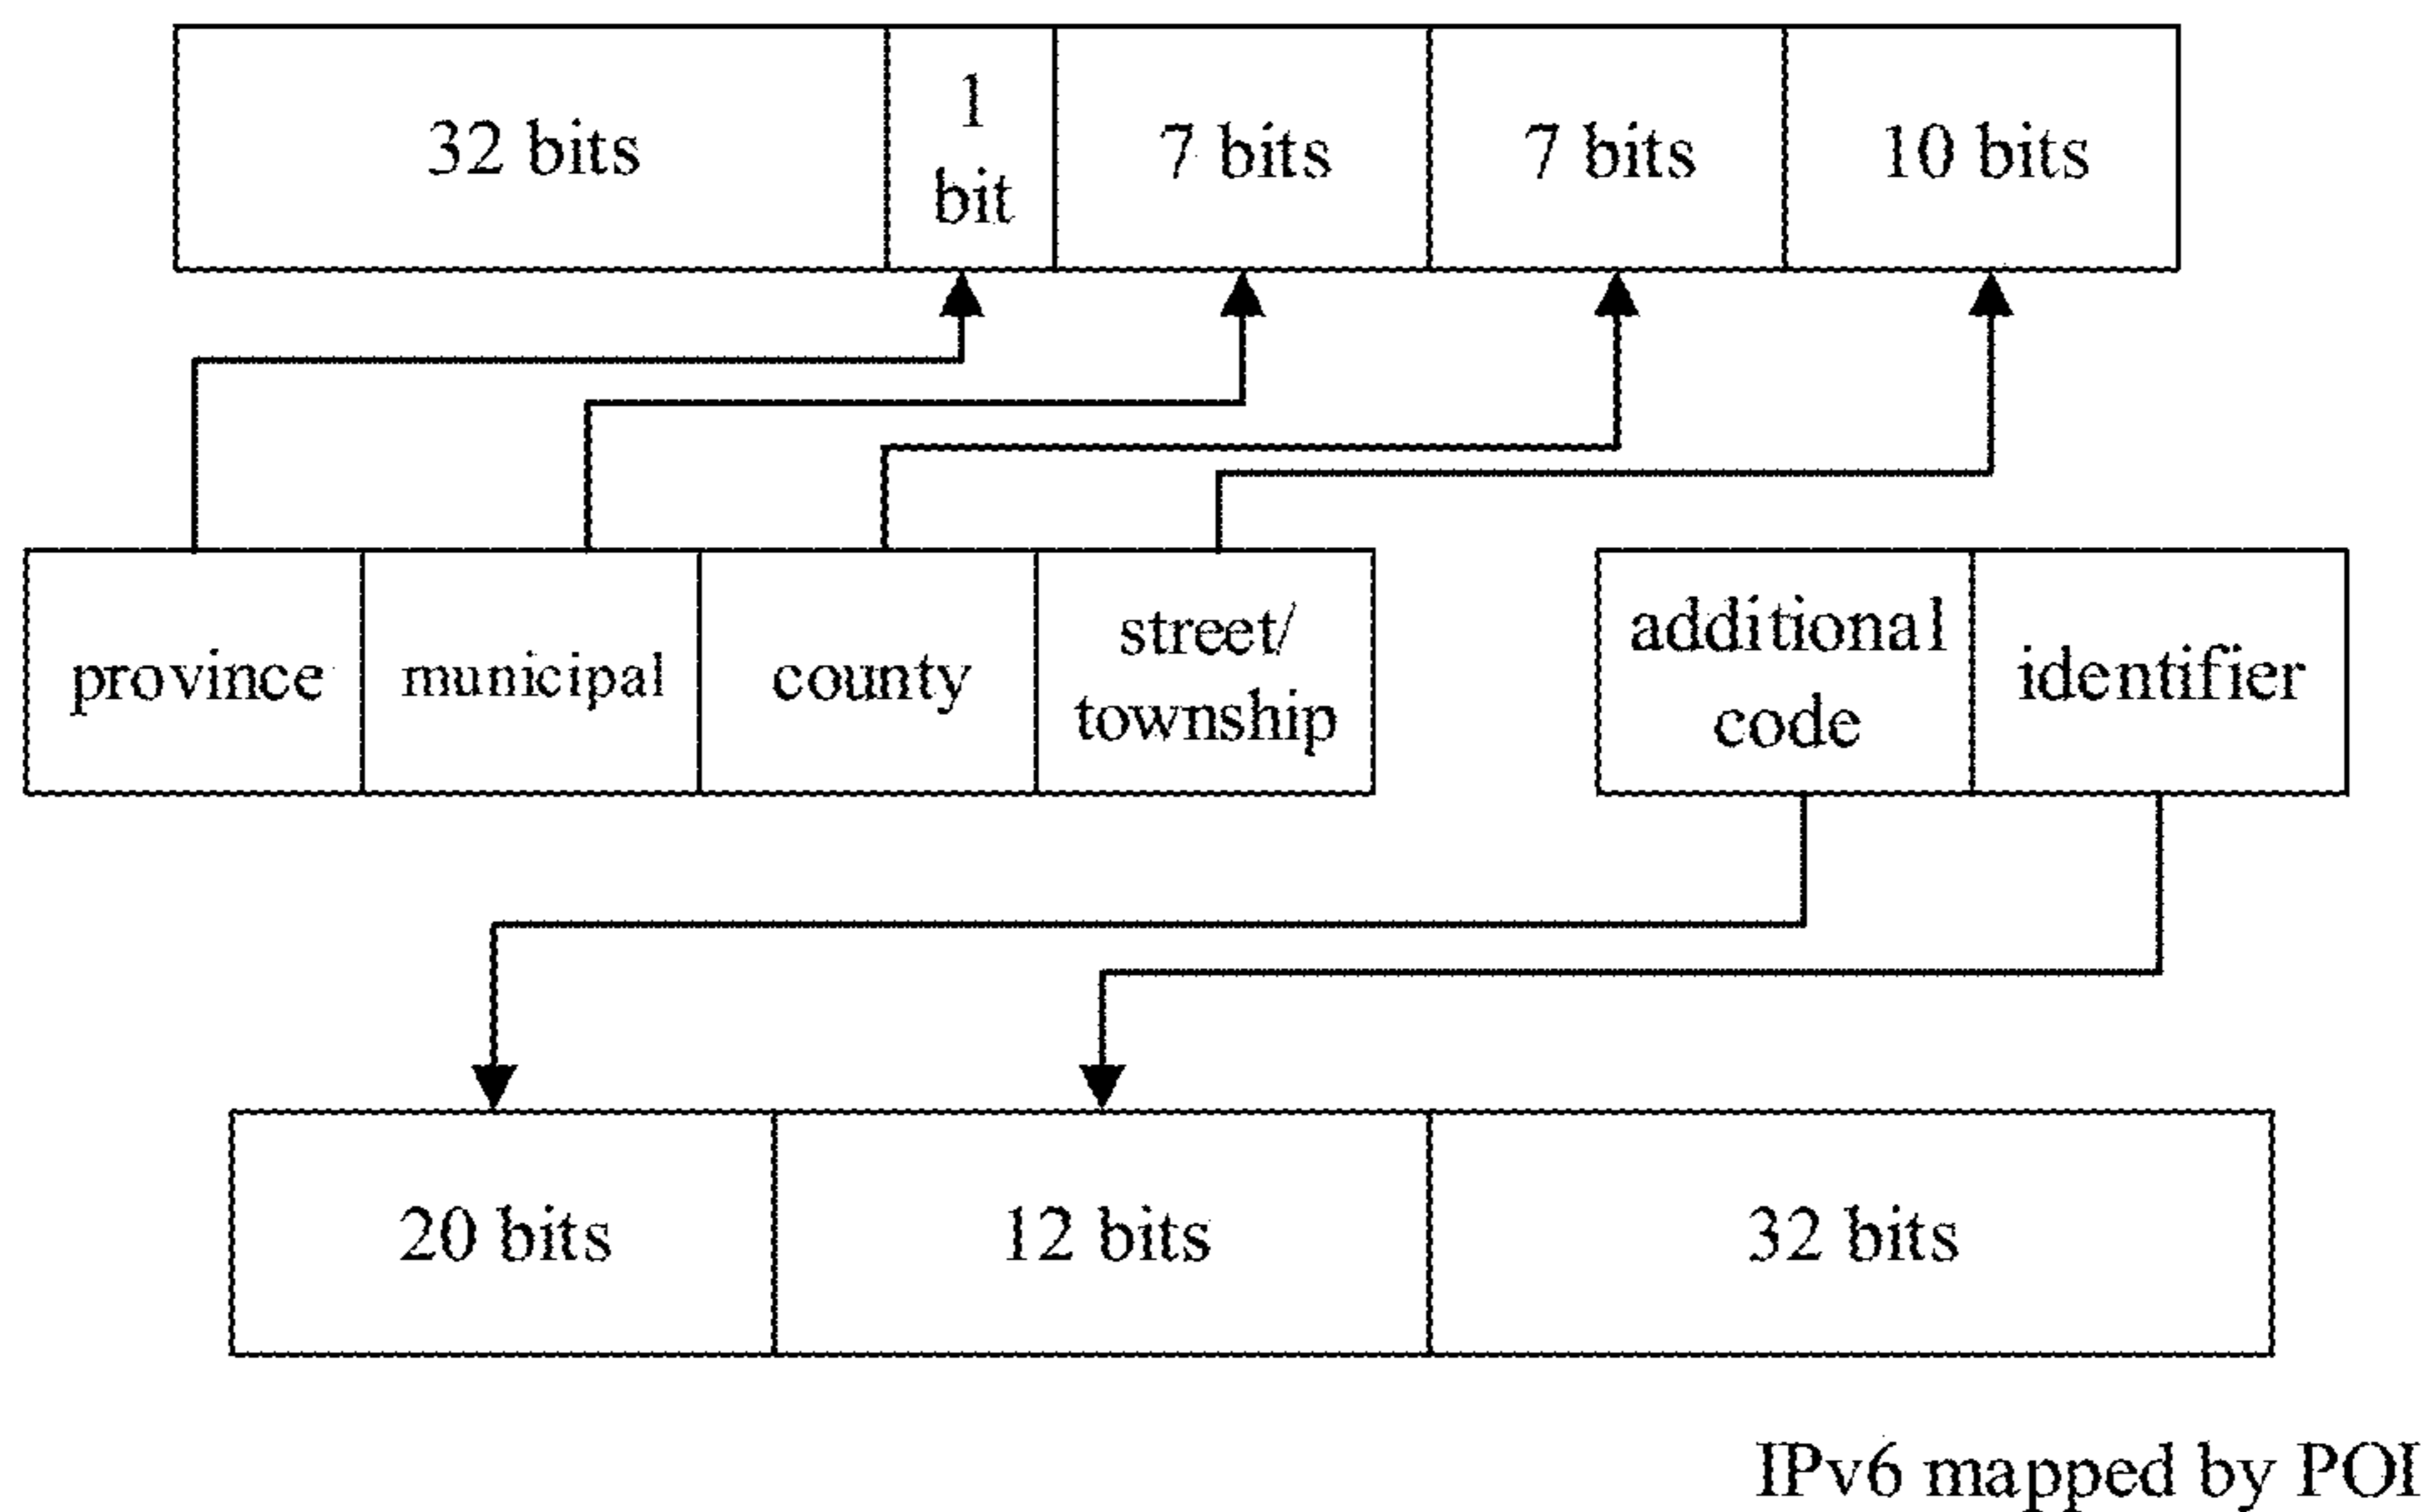 32 bits
1
bit
7 bits
7 bits
10 bits
province
municipal
county
street/
township
additional
code
identifier
20 bits
12 bits
32 bits
IPv6 mapped by POI